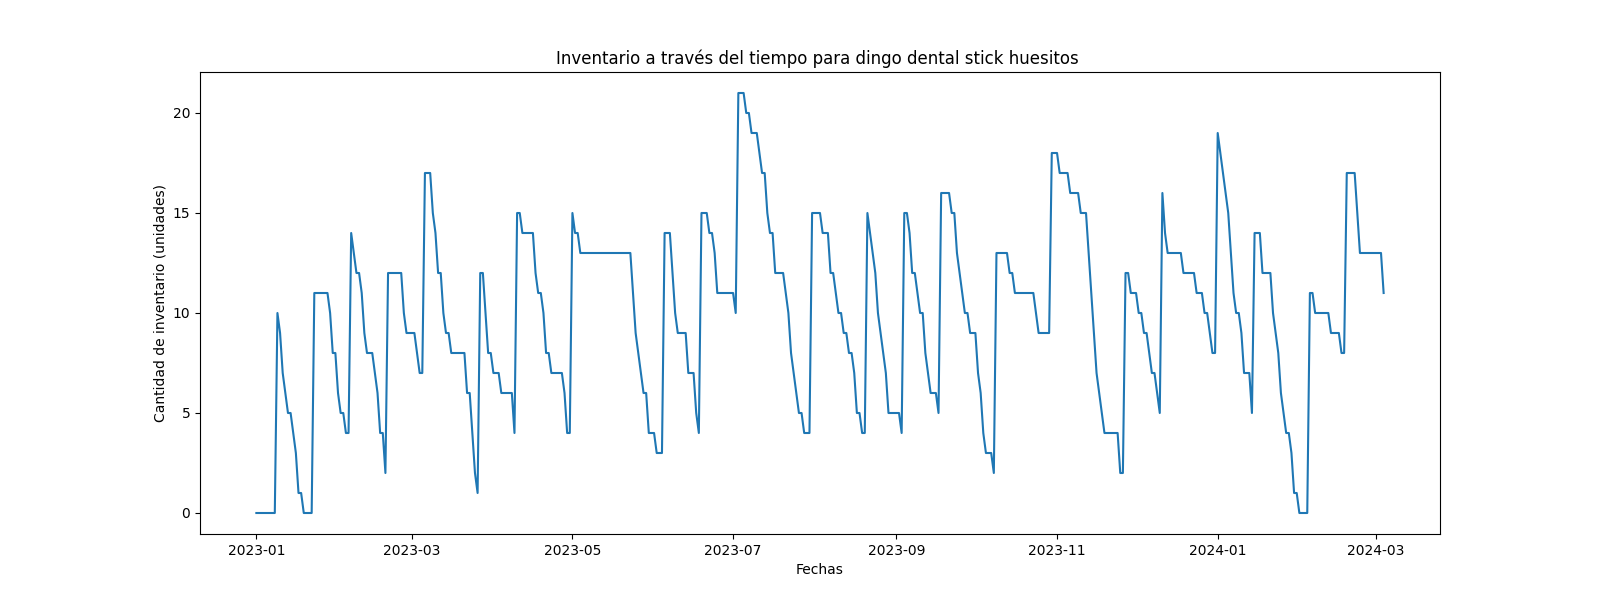 Inventario a través del tiempo para dingo dental stick huesitos
Cantidad de inventario (unidades)
20
15
10
5
0
2023-01 2023-03 2023-05 2023-07 2023-09 2023-11 2024-01 2024-03
Fechas